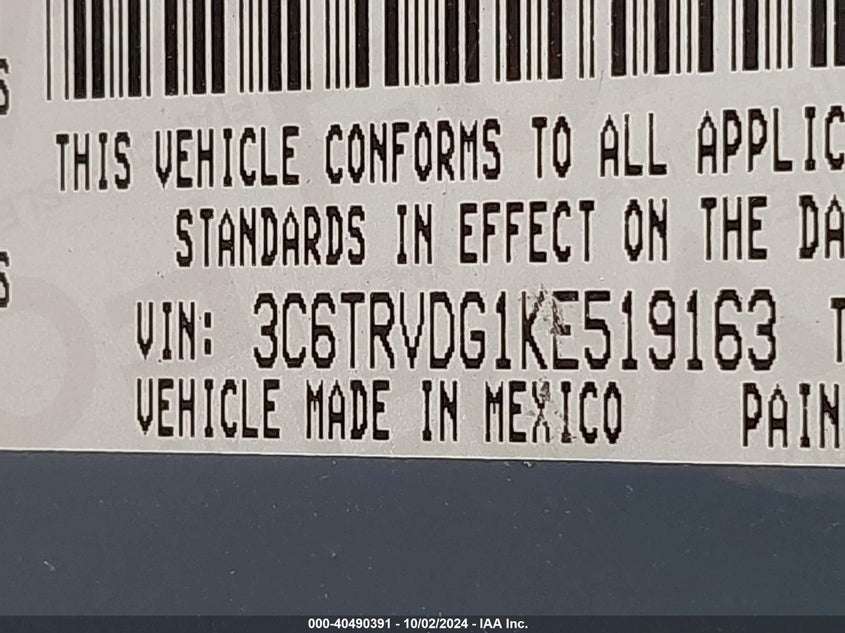 THIS VEHICLE CONFORMS TO ALL APPLIC
STANDARDS IN EFFECT ON THE DA
VIN: 3C6TRVDG1KE519163 T
VEHICLE MADE IN MEXICO PAIN
000-40490391 - 10/02/2024 - IAA Inc.